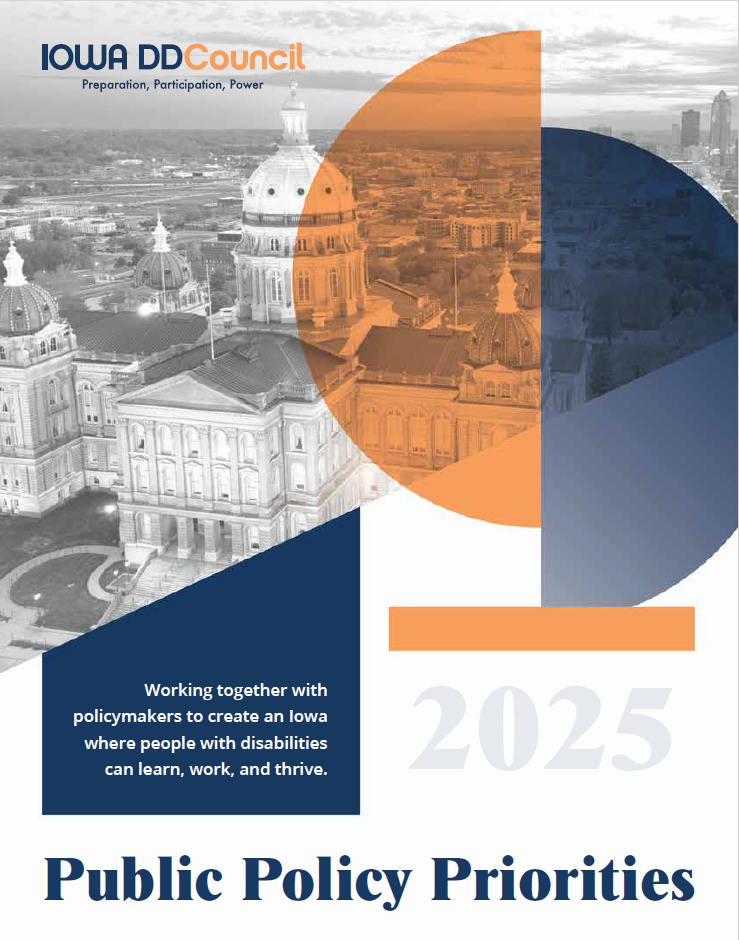 IOWA DDCouncil
Preparation, Participation, Power
Working together with
policymakers to create an Iowa
where people with disabilities
can learn, work, and thrive.
2025
Public Policy Priorities